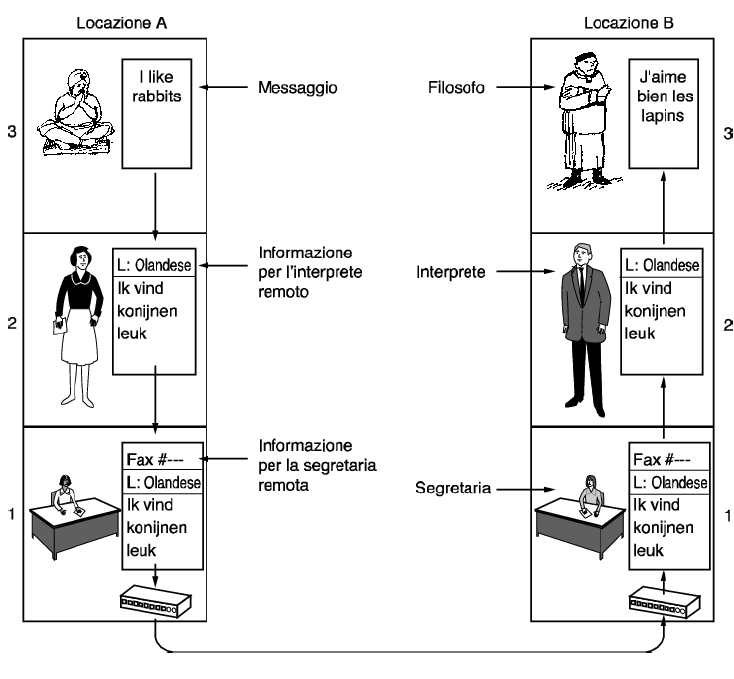 Locazione A
Locazione B
I like
rabbits
Messaggio
Filosofo
J'aime
bien les
lapins
3
3
L: Olandese
Ik vind
konijnen
leuk
Informazione
per l'interprete
remoto
Interprete
L: Olandese
Ik vind
konijnen
leuk
2
2
Fax #---
L: Olandese
Ik vind
konijnen
leuk
Informazione
per la segretaria
remota
Segretaria
Fax #---
L: Olandese
Ik vind
konijnen
leuk
1
1